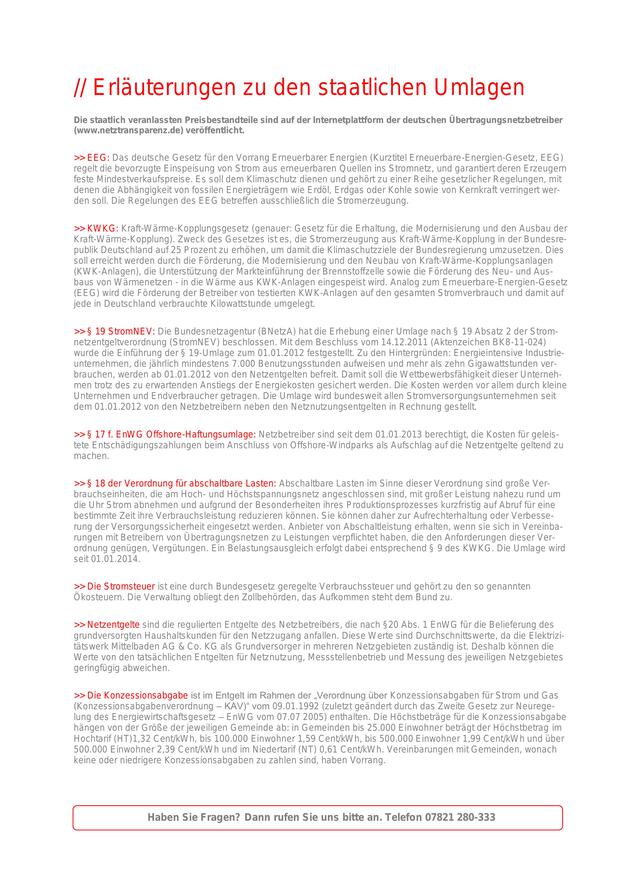 // Erläuterungen zu den staatlichen Umlagen
Die staatlich veranlassten Preisbestandteile sind auf der Internetplattform der deutschen Übertragungsnetzbetreiber
(www.netztransparenz.de) veröffentlicht.
>> EEG: Das deutsche Gesetz für den Vorrang Erneuerbarer Energien (Kurztitel Erneuerbare-Energien-Gesetz, EEG)
regelt die bevorzugte Einspeisung von Strom aus erneuerbaren Quellen ins Stromnetz, und garantiert deren Erzeugern
feste Mindestverkaufspreise. Es soll dem Klimaschutz dienen und gehört zu einer Reihe gesetzlicher Regelungen, mit
denen die Abhängigkeit von fossilen Energieträgern wie Erdöl, Erdgas oder Kohle sowie von Kernkraft verringert wer-
den soll. Die Regelungen des EEG betreffen ausschließlich die Stromerzeugung.
>> KWKG: Kraft-Wärme-Kopplungsgesetz (genauer: Gesetz für die Erhaltung, die Modernisierung und den Ausbau der
Kraft-Wärme-Kopplung). Zweck des Gesetzes ist es, die Stromerzeugung aus Kraft-Wärme-Kopplung in der Bundesre-
publik Deutschland auf 25 Prozent zu erhöhen, um damit die Klimaschutzziele der Bundesregierung umzusetzen. Dies
soll erreicht werden durch die Förderung, die Modernisierung und den Neubau von Kraft-Wärme-Kopplungsanlagen
(KWK-Anlagen), die Unterstützung der Markteinführung der Brennstoffzelle sowie die Förderung des Neu- und Aus-
baus von Wärmenetzen - in die Wärme aus KWK-Anlagen eingespeist wird. Analog zum Erneuerbare-Energien-Gesetz
(EEG) wird die Förderung der Betreiber von testierten KWK-Anlagen auf den gesamten Stromverbrauch und damit auf
jede in Deutschland verbrauchte Kilowattstunde umgelegt.
>> § 19 StromNEV: Die Bundesnetzagentur (BNetzA) hat die Erhebung einer Umlage nach § 19 Absatz 2 der Strom-
netzentgeltverordnung (StromNEV) beschlossen. Mit dem Beschluss vom 14.12.2011 (Aktenzeichen BK8-11-024)
wurde die Einführung der § 19-Umlage zum 01.01.2012 festgestellt. Zu den Hintergründen: Energieintensive Industrie-
unternehmen, die jährlich mindestens 7.000 Benutzungsstunden aufweisen und mehr als zehn Gigawattstunden ver-
brauchen, werden ab 01.01.2012 von den Netzentgelten befreit. Damit soll die Wettbewerbsfähigkeit dieser Unterneh-
men trotz des zu erwartenden Anstiegs der Energiekosten gesichert werden. Die Kosten werden vor allem durch kleine
Unternehmen und Endverbraucher getragen. Die Umlage wird bundesweit allen Stromversorgungsunternehmen seit
dem 01.01.2012 von den Netzbetreibern neben den Netznutzungsentgelten in Rechnung gestellt.
>> § 17 f. EnWG Offshore-Haftungsumlage: Netzbetreiber sind seit dem 01.01.2013 berechtigt, die Kosten für geleis-
tete Entschädigungszahlungen beim Anschluss von Offshore-Windparks als Aufschlag auf die Netzentgelte geltend zu
machen.
>> § 18 der Verordnung für abschaltbare Lasten: Abschaltbare Lasten im Sinne dieser Verordnung sind große Ver-
brauchseinheiten, die am Hoch- und Höchstspannungsnetz angeschlossen sind, mit großer Leistung nahezu rund um
die Uhr Strom abnehmen und aufgrund der Besonderheiten ihres Produktionsprozesses kurzfristig auf Abruf für eine
bestimmte Zeit ihre Verbrauchsleistung reduzieren können. Sie können daher zur Aufrechterhaltung oder Verbesse-
rung der Versorgungssicherheit eingesetzt werden. Anbieter von Abschaltleistung erhalten, wenn sie sich in Vereinba-
rungen mit Betreibern von Übertragungsnetzen zu Leistungen verpflichtet haben, die den Anforderungen dieser Ver-
ordnung genügen, Vergütungen. Ein Belastungsausgleich erfolgt dabei entsprechend § 9 des KWKG. Die Umlage wird
seit 01.01.2014.
>> Die Stromsteuer ist eine durch Bundesgesetz geregelte Verbrauchssteuer und gehört zu den so genannten
Ökosteuern. Die Verwaltung obliegt den Zollbehörden, das Aufkommen steht dem Bund zu.
>> Netzentgelte sind die regulierten Entgelte des Netzbetreibers, die nach §20 Abs. 1 EnWG für die Belieferung des
grundversorgten Haushaltskunden für den Netzzugang anfallen. Diese Werte sind Durchschnittswerte, da die Elektrizi-
tätswerk Mittelbaden AG & Co. KG als Grundversorger in mehreren Netzgebieten zuständig ist. Deshalb können die
Werte von den tatsächlichen Entgelten für Netznutzung, Messstellenbetrieb und Messung des jeweiligen Netzgebietes
geringfügig abweichen.
>> Die Konzessionsabgabe ist im Entgelt im Rahmen der „Verordnung über Konzessionsabgaben für Strom und Gas
(Konzessionsabgabenverordnung – KAV)“ vom 09.01.1992 (zuletzt geändert durch das Zweite Gesetz zur Neurege-
lung des Energiewirtschaftsgesetz – EnWG vom 07.07 2005) enthalten. Die Höchstbeträge für die Konzessionsabgabe
hängen von der Größe der jeweiligen Gemeinde ab: in Gemeinden bis 25.000 Einwohner beträgt der Höchstbetrag im
Hochtarif (HT)1,32 Cent/kWh, bis 100.000 Einwohner 1,59 Cent/kWh, bis 500.000 Einwohner 1,99 Cent/kWh und über
500.000 Einwohner 2,39 Cent/kWh und im Niedertarif (NT) 0,61 Cent/kWh. Vereinbarungen mit Gemeinden, wonach
keine oder niedrigere Konzessionsabgaben zu zahlen sind, haben Vorrang.
Haben Sie Fragen? Dann rufen Sie uns bitte an. Telefon 07821 280-333